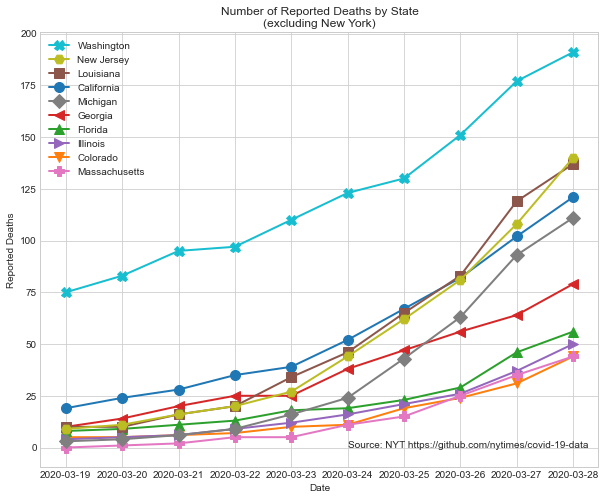 Number of Reported Deaths by State
(excluding New York)
Washington
New Jersey
Louisiana
California
Michigan
Georgia
Florida
Illinois
Colorado
Massachusetts
Reported Deaths
200
175
150
125
100
75
50
25
0
Source: NYT https://github.com/nytimes/covid-19-data
2020-03-19 2020-03-20 2020-03-21 2020-03-22 2020-03-23 2020-03-24 2020-03-25 2020-03-26 2020-03-27 2020-03-28
Date